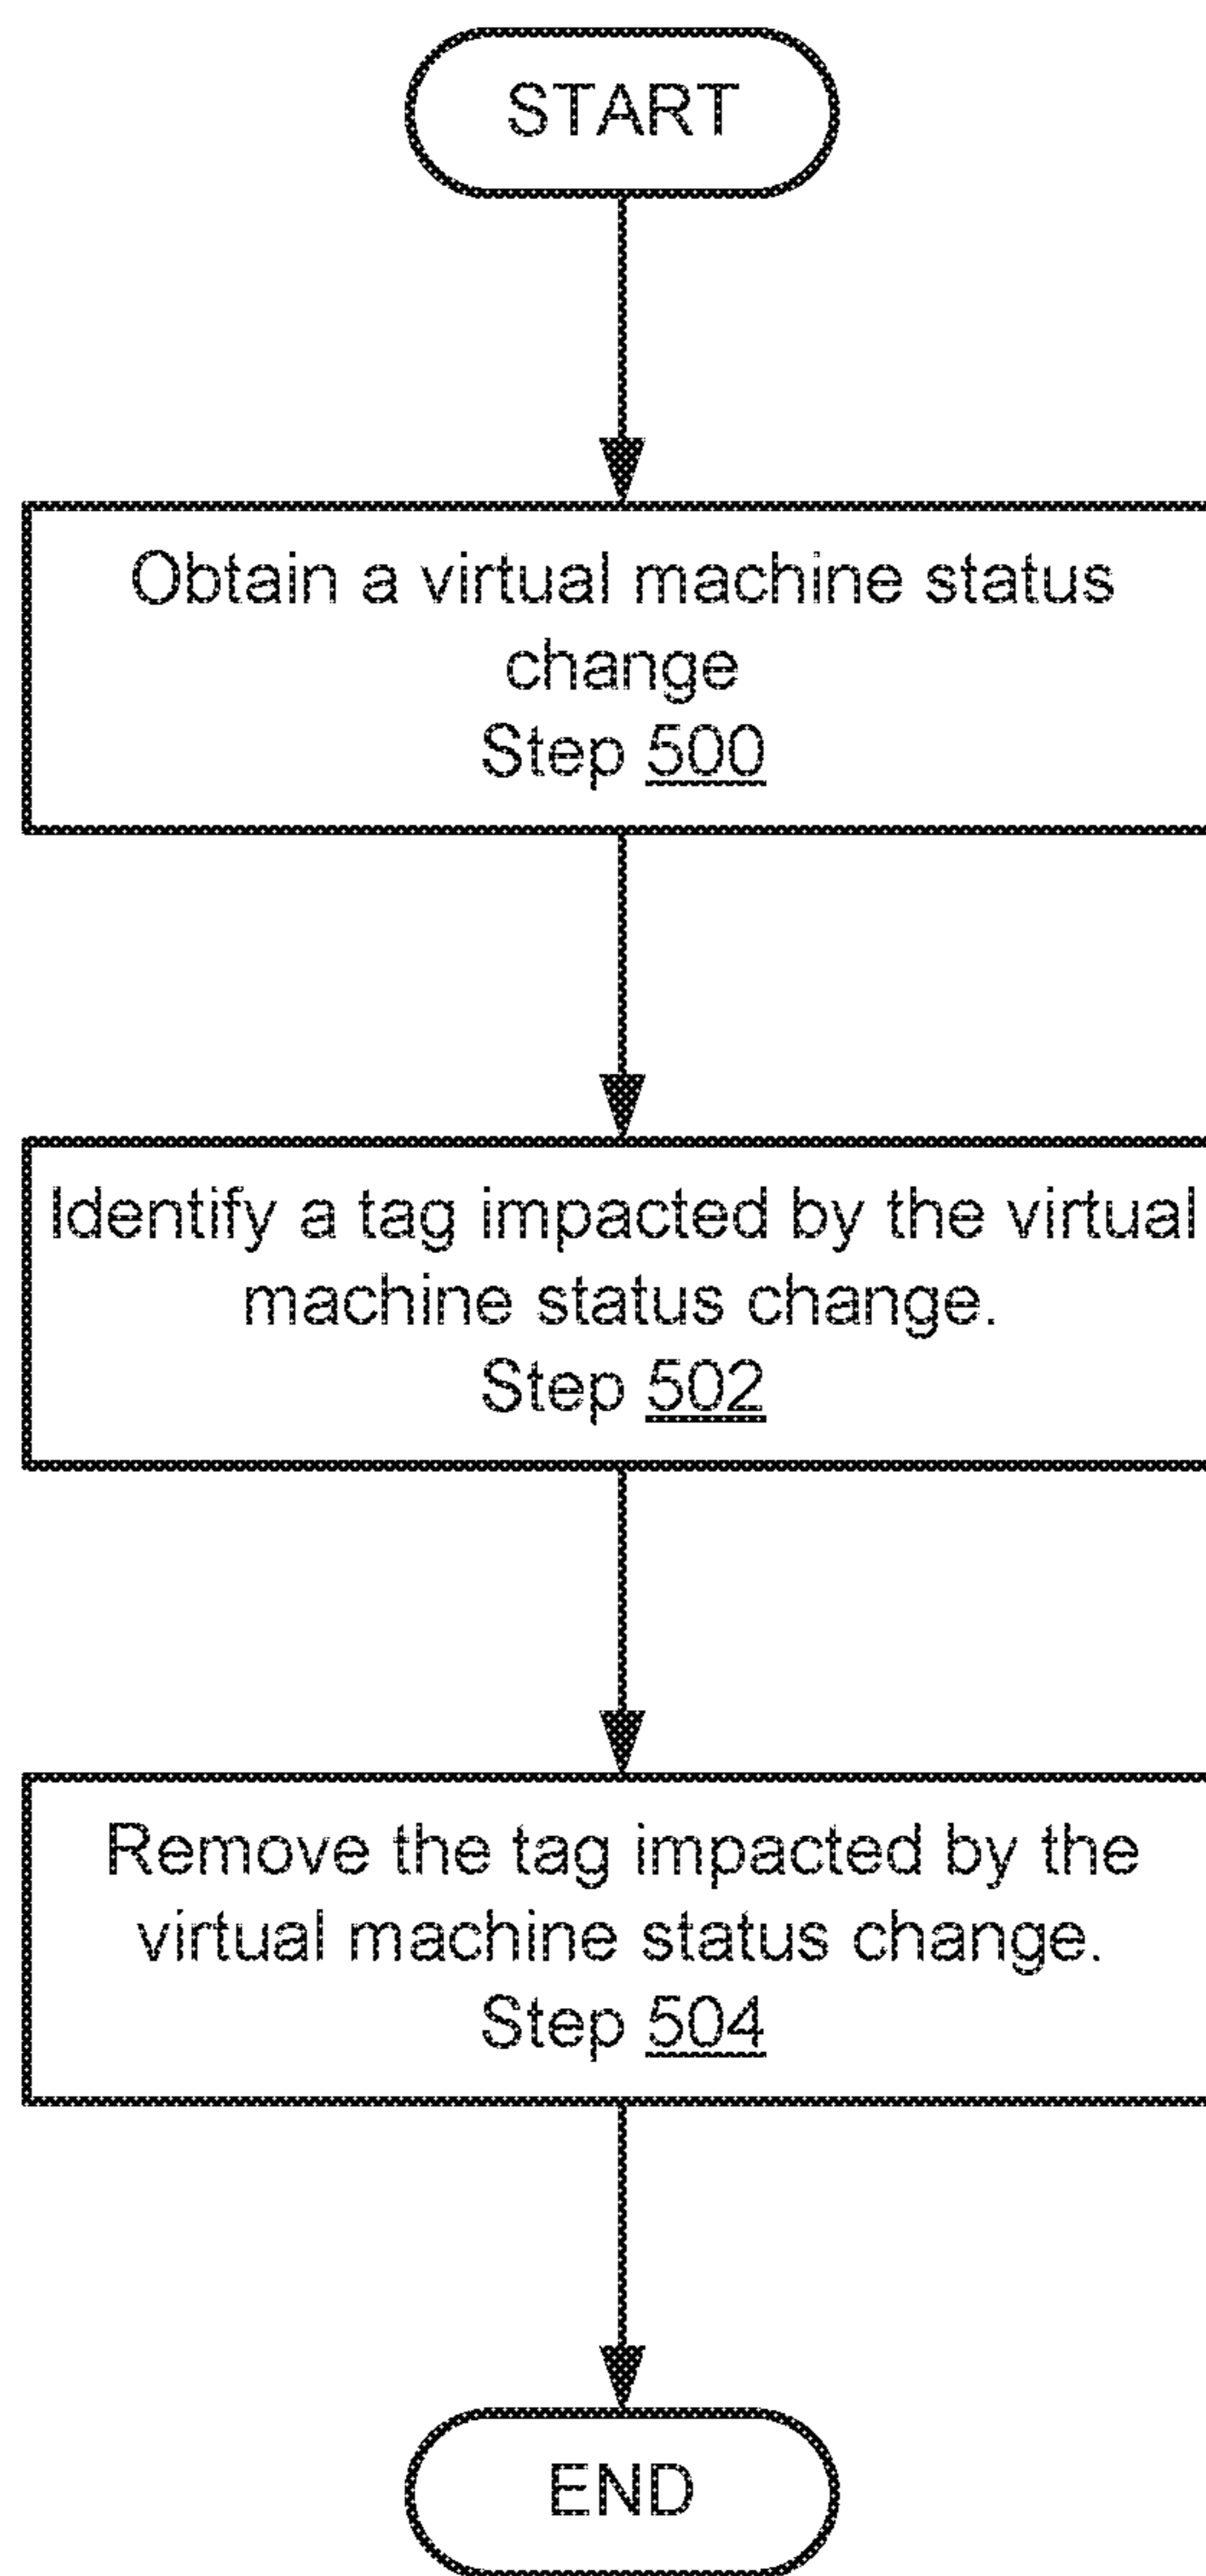 START
Obtain a virtual machine status
change
Step 500
Identify a tag impacted by the virtual
machine status change.
Step 502
Remove the tag impacted by the
virtual machine status change.
Step 504
END